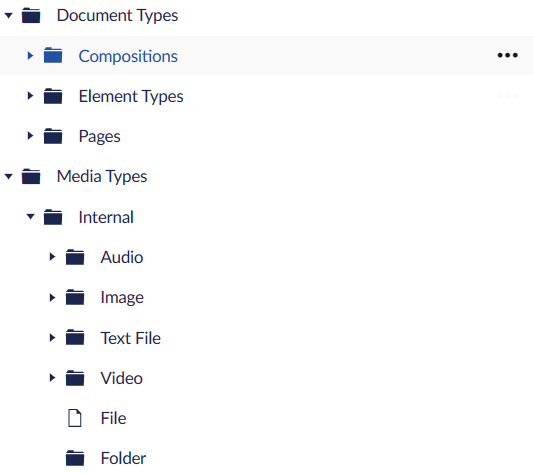 Document Types
Compositions
Element Types
Pages
Media Types
Internal
Audio
Image
Text File
Video
File
Folder